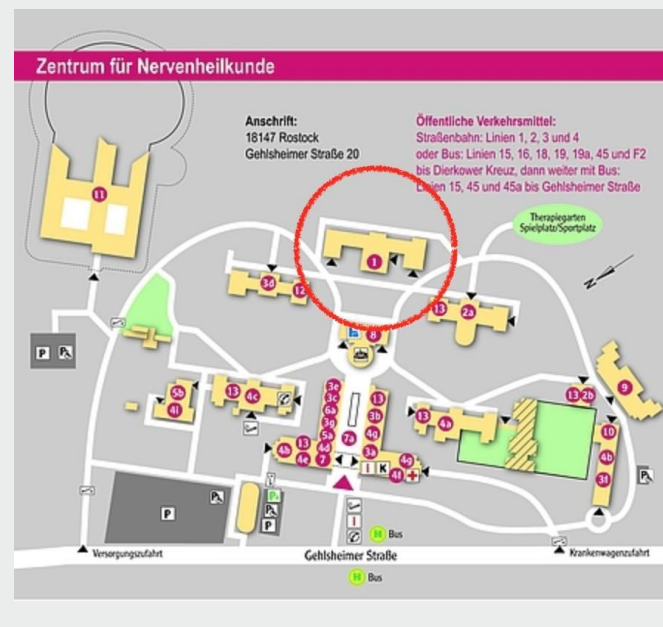 Zentrum für Nervenheilkunde
Anschrift:
18147 Rostock
Gehlsheimer Straße 20
Öffentliche Verkehrsmittel:
Straßenbahn: Linien 1, 2, 3 und 4
oder Bus: Linien 15, 16, 18, 19, 19a, 45 und F2
bis Dierkower Kreuz, dann weiter mit Bus:
Linien 15, 45 und 45a bis Gehlsheimer Straße
Therapiegarten
Spielplatz/Sportplatz
11
1
N
3d
12
13
2a
8
P
P
9
5b
4i
13
4c
3e
3c
6a
3g
5a
4d
13
4b
4e
7
7a
13
3b
4g
3a
I
K
4f
4g
13
4a
13
2b
10
4b
3f
P
P
P
P
P
P
I
H Bus
Versorgungszufahrt
Gehlsheimer Straße
Krankenwagenzufahrt
H Bus